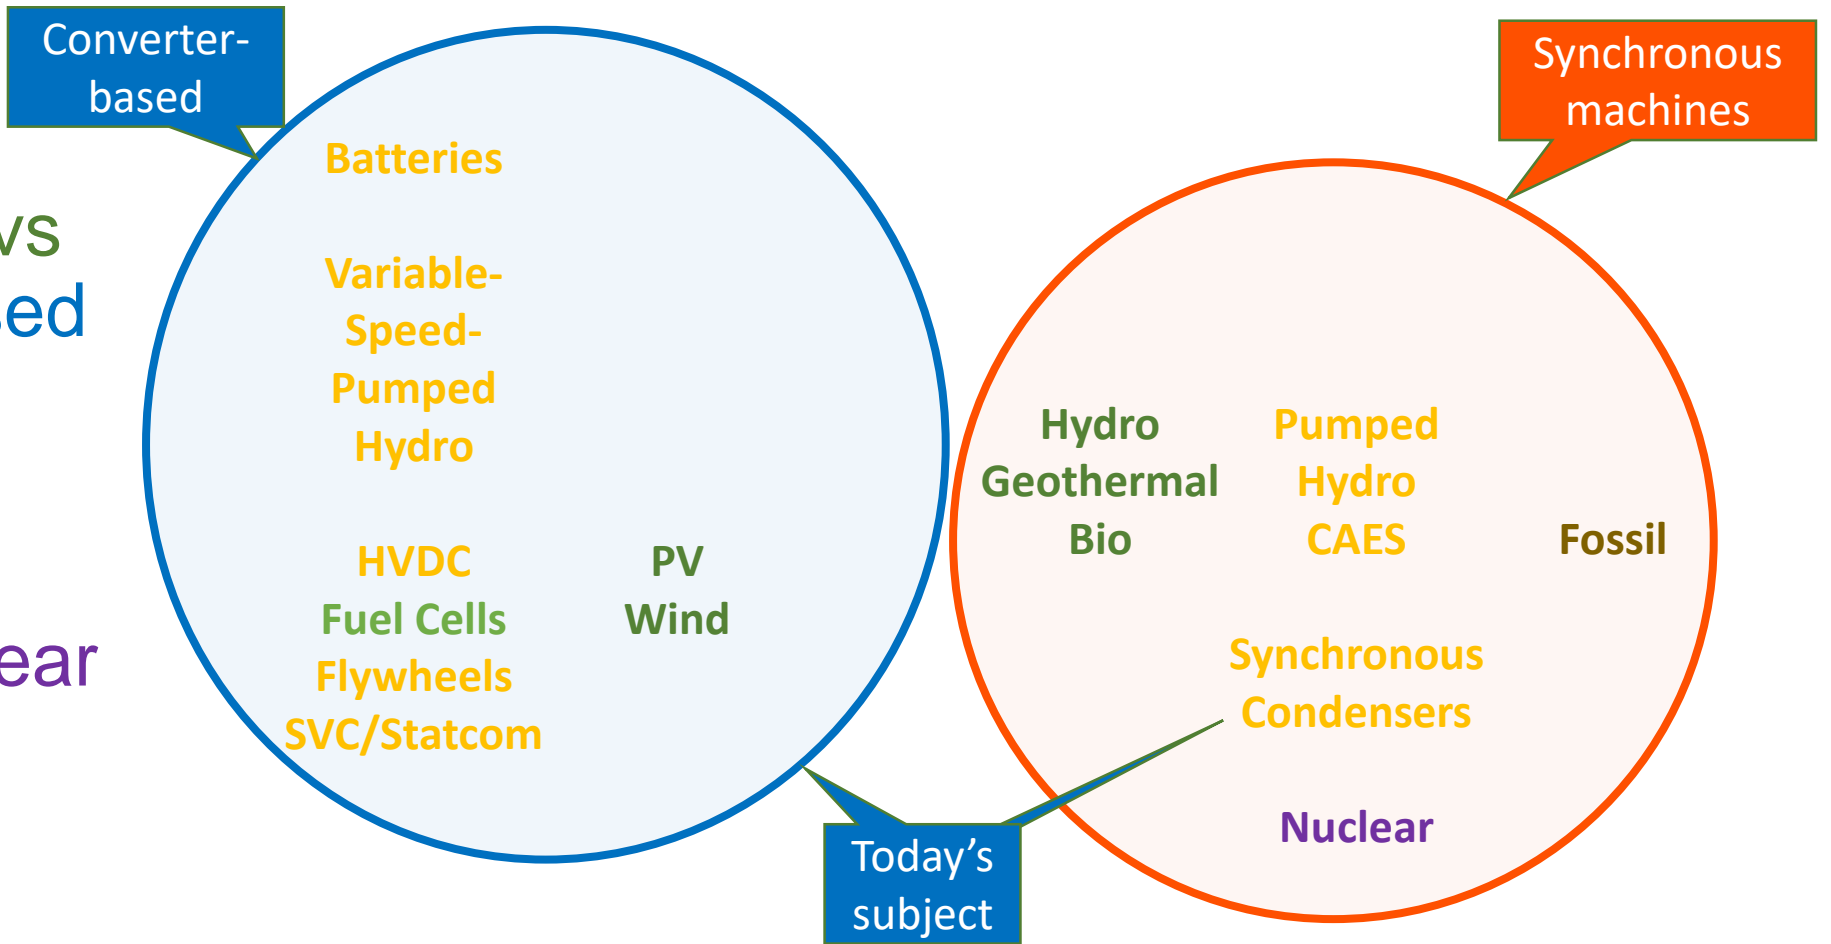 Converter-
based
Synchronous
machines
vs
Batteries
Variable-
Speed-
Pumped
Hydro
HVDC
Fuel Cells
Flywheels
SVC/Statcom
PV
Wind
Hydro
Geothermal
Bio
Pumped
Hydro
CAES
Fossil
Synchronous
Condensers
Nuclear
Today's
subject